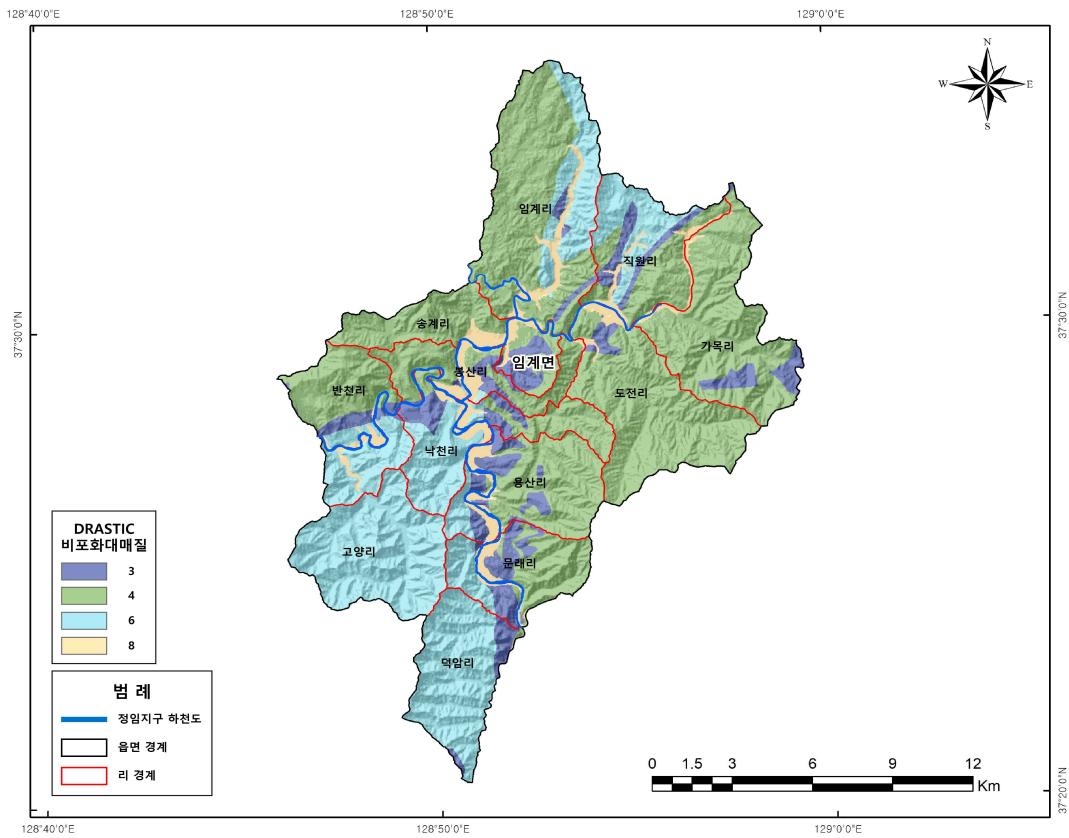 128°40'0"E
128°50'0"E
129°0'0"E
N
W
E
S
37°30'0"N
37°30'0"N
임계리
직원리
송계리
가목리
임계면
봉산리
반천리
도전리
낙천리
용산리
고양리
문래리
덕암리
DRASTIC
비포화대매질
3
4
6
8
범 례
정임지구 하천도
읍면 경계
리 경계
0 1.5 3 6 9 12
Km
37°20'0"N
128°40'0"E
128°50'0"E
129°0'0"E